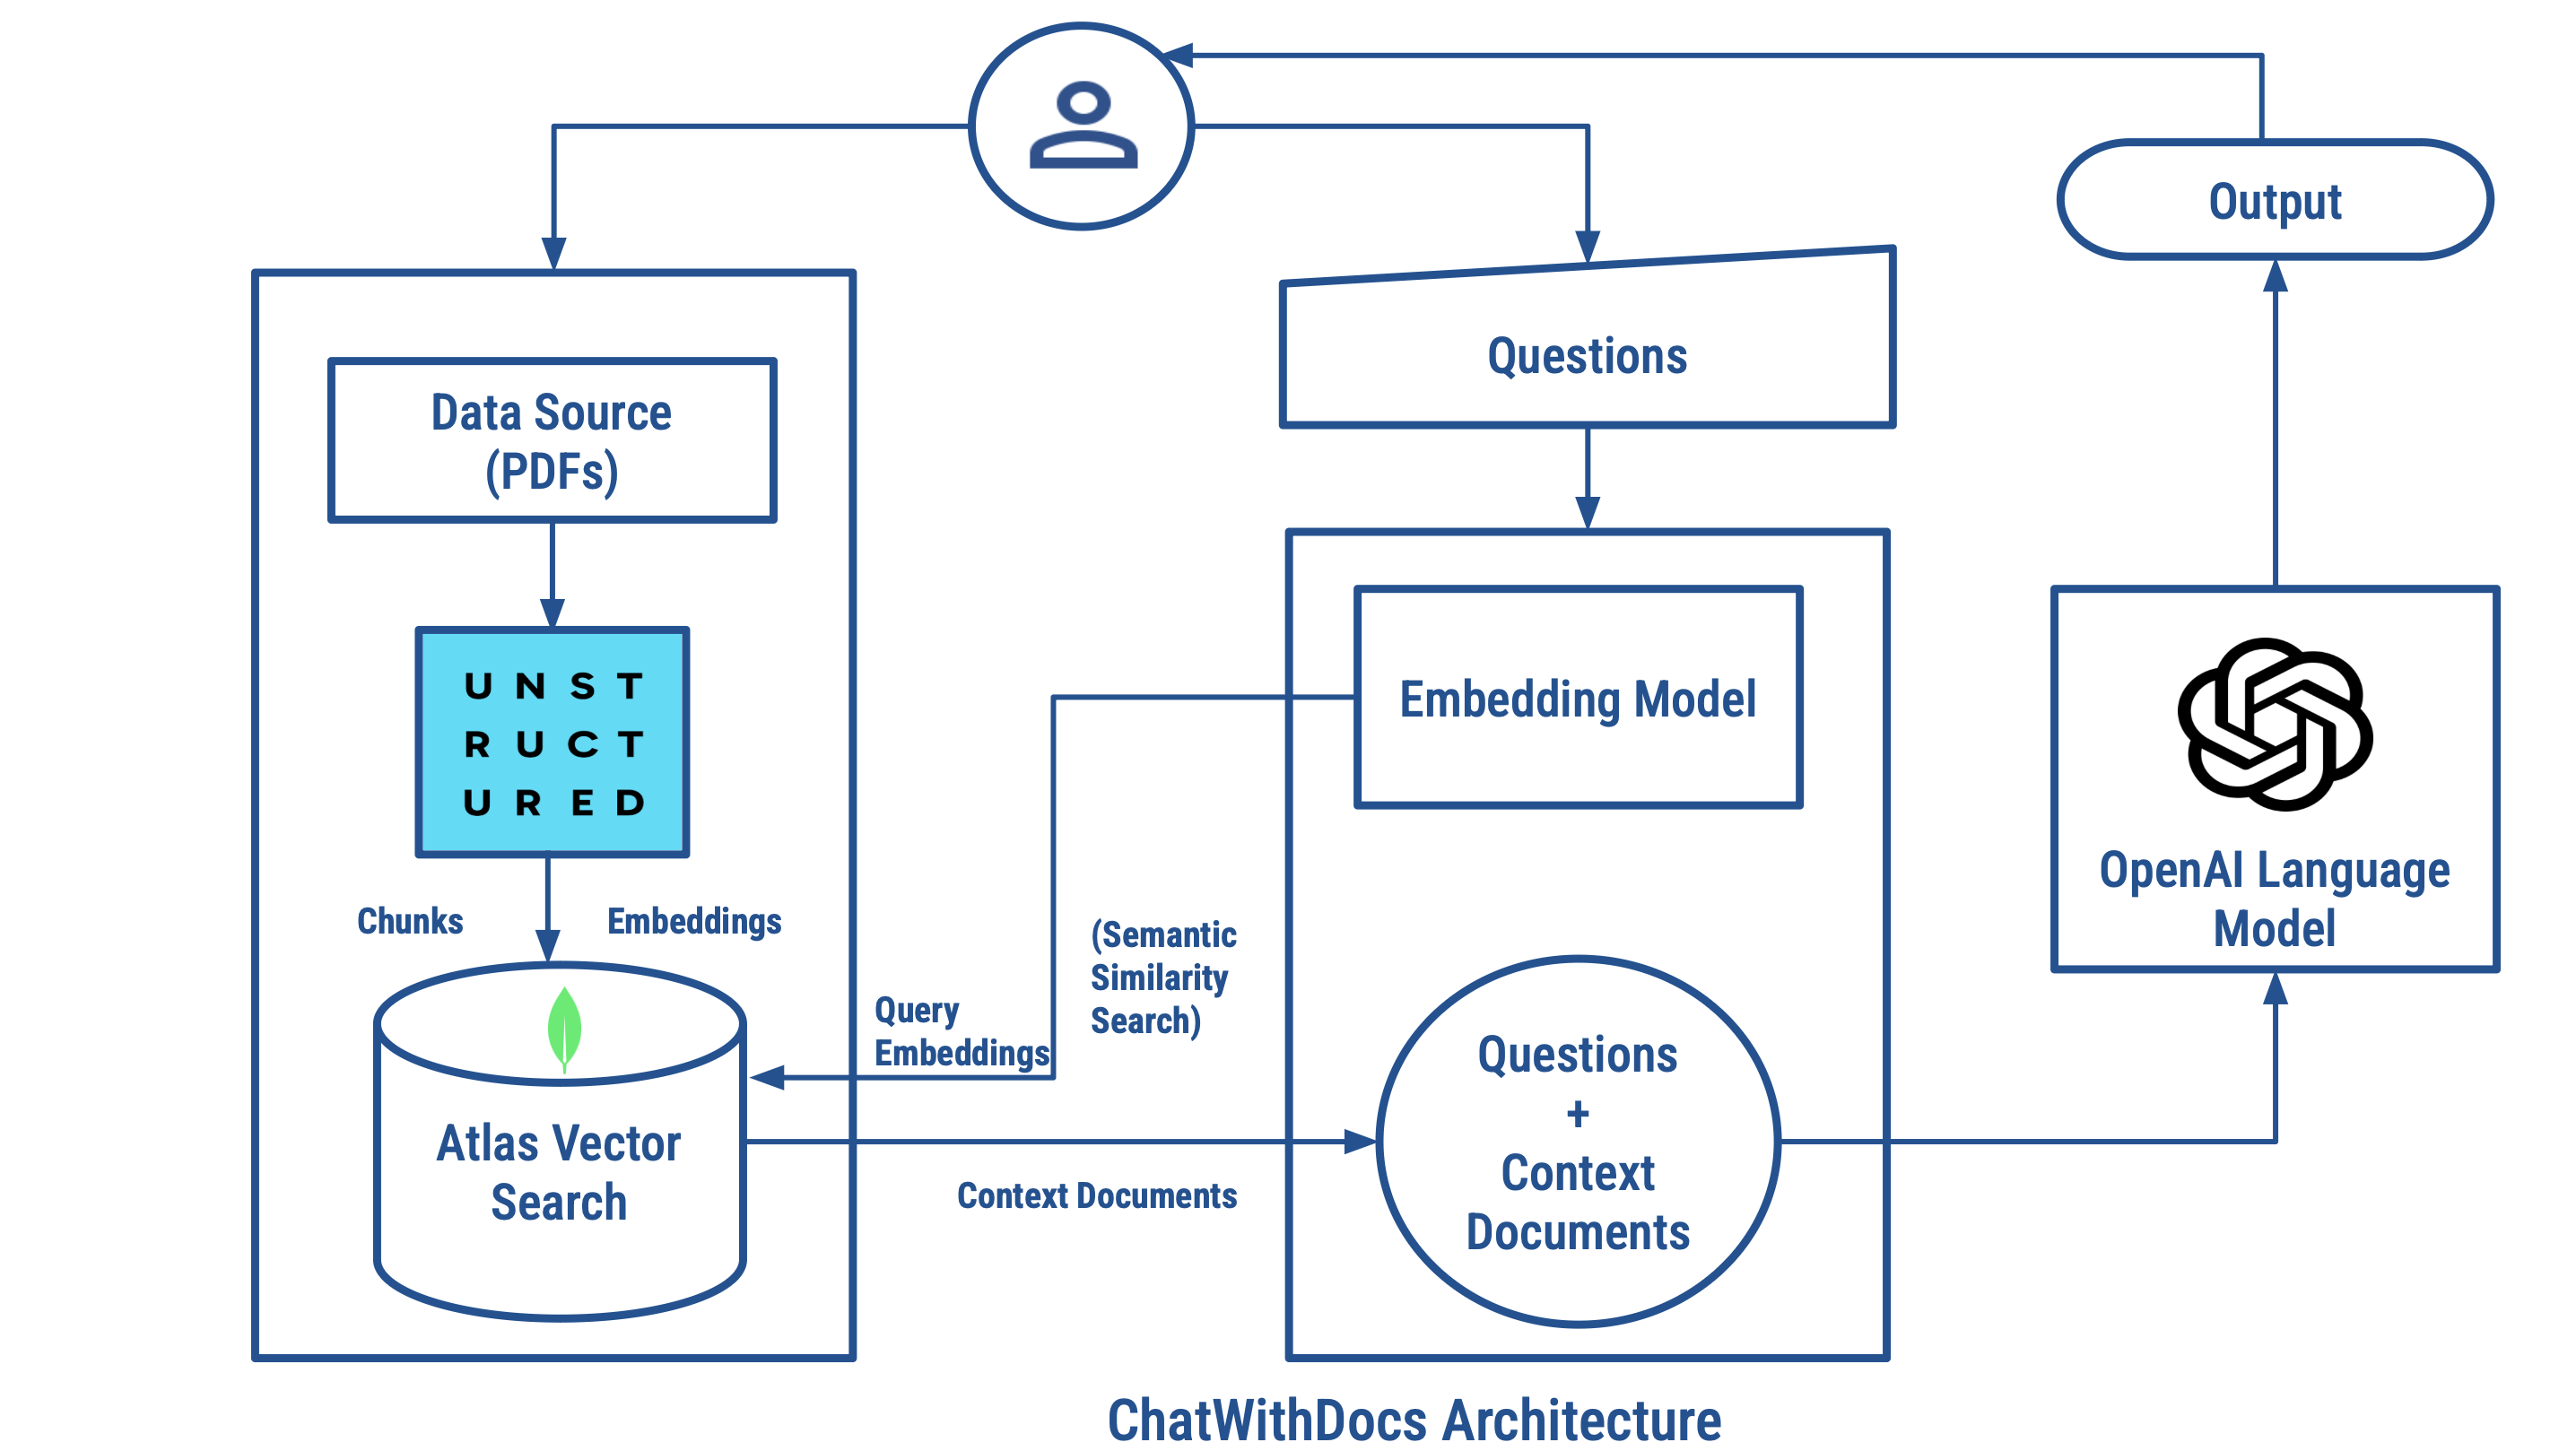 Output
Questions
Data Source
(PDFs)
U N S T
R U C T
U R E D
Embedding Model
OpenAI Language
Model
Chunks
Embeddings
(Semantic
Similarity
Search)
Query
Embeddings
Atlas Vector
Search
Context Documents
Questions
+
Context
Documents
ChatWithDocs Architecture